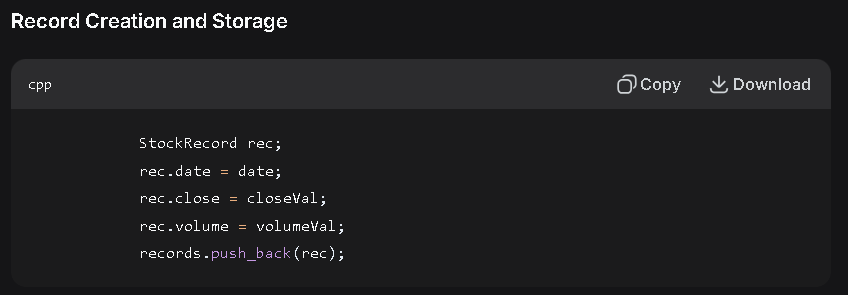 Record Creation and Storage
cpp
Copy
Download
StockRecord rec;
rec.date = date;
rec.close = closeVal;
rec.volume = volumeVal;
records.push_back(rec);